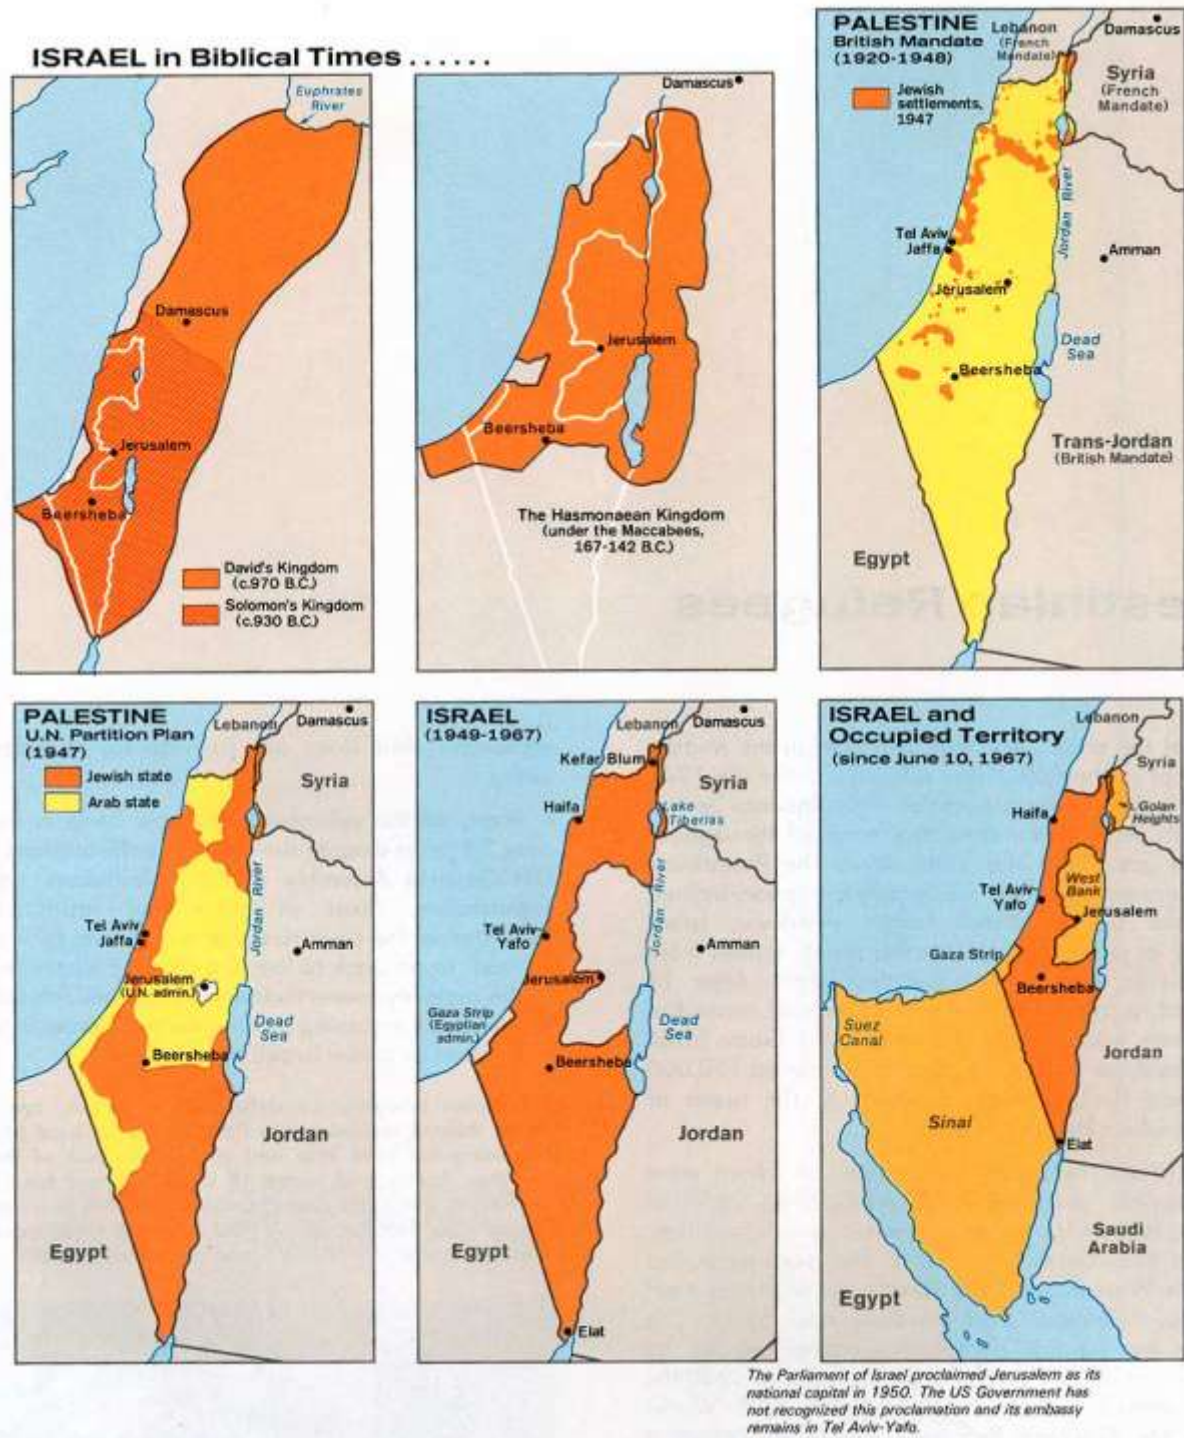 ISRAEL in Biblical Times . . . . . .
Euphrates
River
Damascus
Jerusalem
Beersheba
David's Kingdom
(c.970 B.C.)
Solomon's Kingdom
(c.930 B.C.)
Damascus
Jerusalem
Beersheba
The Hasmonaean Kingdom
(under the Maccabees,
167-142 B.C.)
PALESTINE
British Mandate
(1920-1948)
Jewish
settlements,
1947
Lebanon
(French
Mandate)
Damascus
Syria
(French
Mandate)
Tel Aviv
Jaffa
Jordan River
Amman
Jerusalem
Dead
Sea
Beersheba
Trans-Jordan
(British Mandate)
Egypt
PALESTINE
U.N. Partition Plan
(1947)
Jewish state
Arab state
Lebanon
Damascus
Syria
Tel Aviv
Jaffa
Jordan River
Amman
Jerusalem
(U.N. admin.)
Dead
Sea
Beersheba
Jordan
Egypt
ISRAEL
(1949-1967)
Lebanon
Damascus
Kefar Blum
Syria
Haifa
Lake
Tiberias
Tel Aviv-
Yafo
Jordan River
Amman
Jerusalem
Gaza Strip
(Egyptian
admin.)
Dead
Sea
Beersheba
Jordan
Egypt
Elat
ISRAEL and
Occupied Territory
(since June 10, 1967)
Lebanon
Syria
Haifa
Golan
Heights
West
Bank
Tel Aviv-
Yafo
Jerusalem
Gaza Strip
Beersheba
Suez
Canal
Jordan
Sinai
Elat
Saudi
Arabia
Egypt
The Parliament of Israel proclaimed Jerusalem as its
national capital in 1950. The US Government has
not recognized this proclamation and its embassy
remains in Tel Aviv-Yafo.